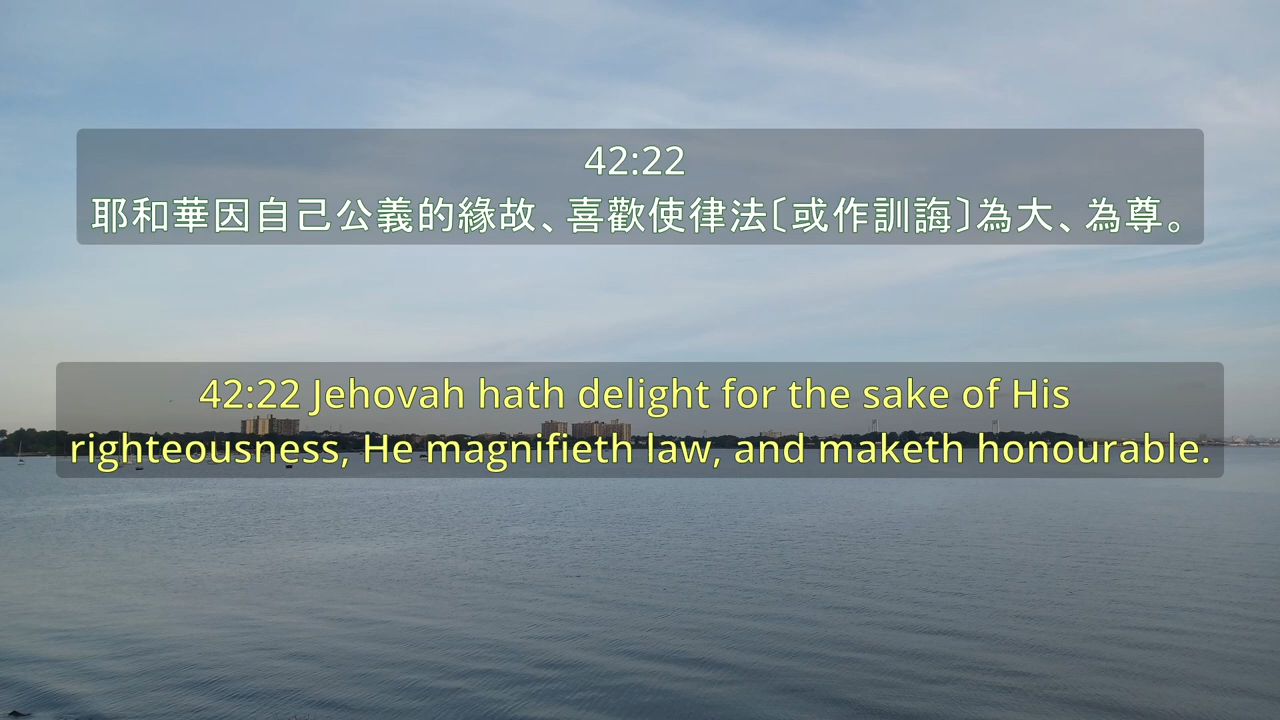 42:22
耶和華因自己公義的緣故、喜歡使律法〔或作訓誨〕為大、為尊。
42:22 Jehovah hath delight for the sake of His
righteousness, He magnifieth law, and maketh honourable.